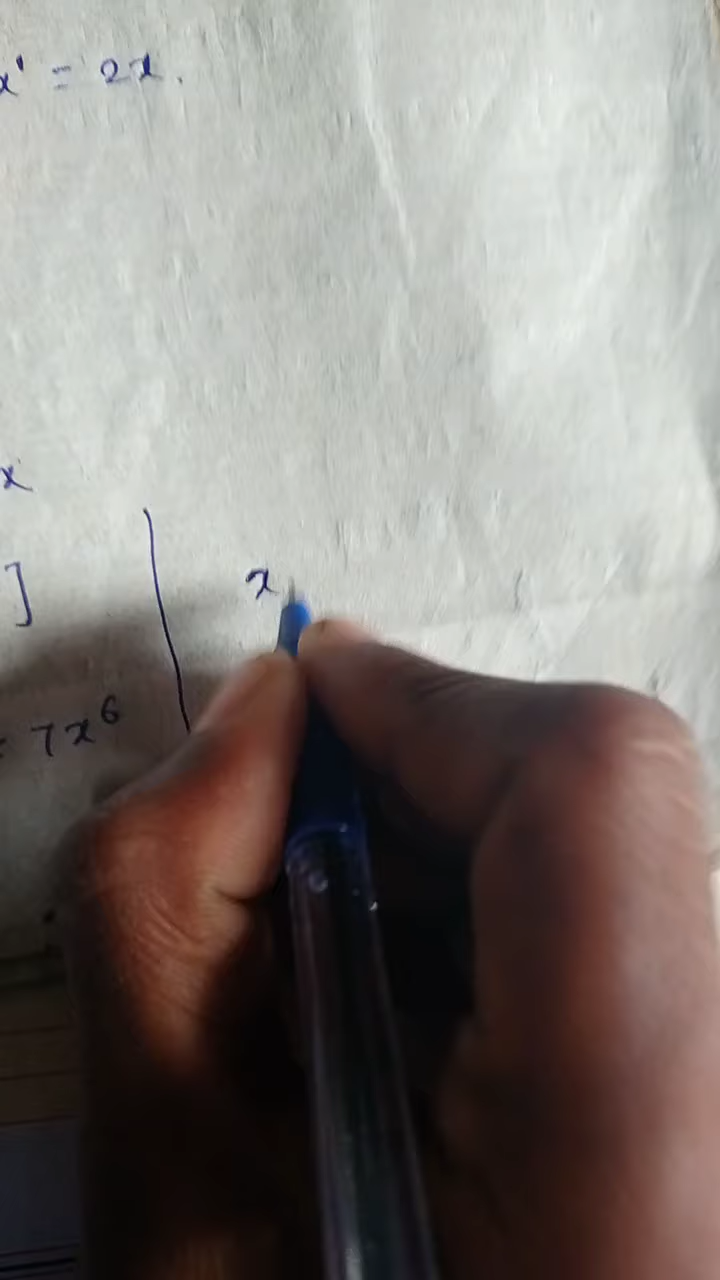 x' = 2x.
x
]
= 7x⁶
x